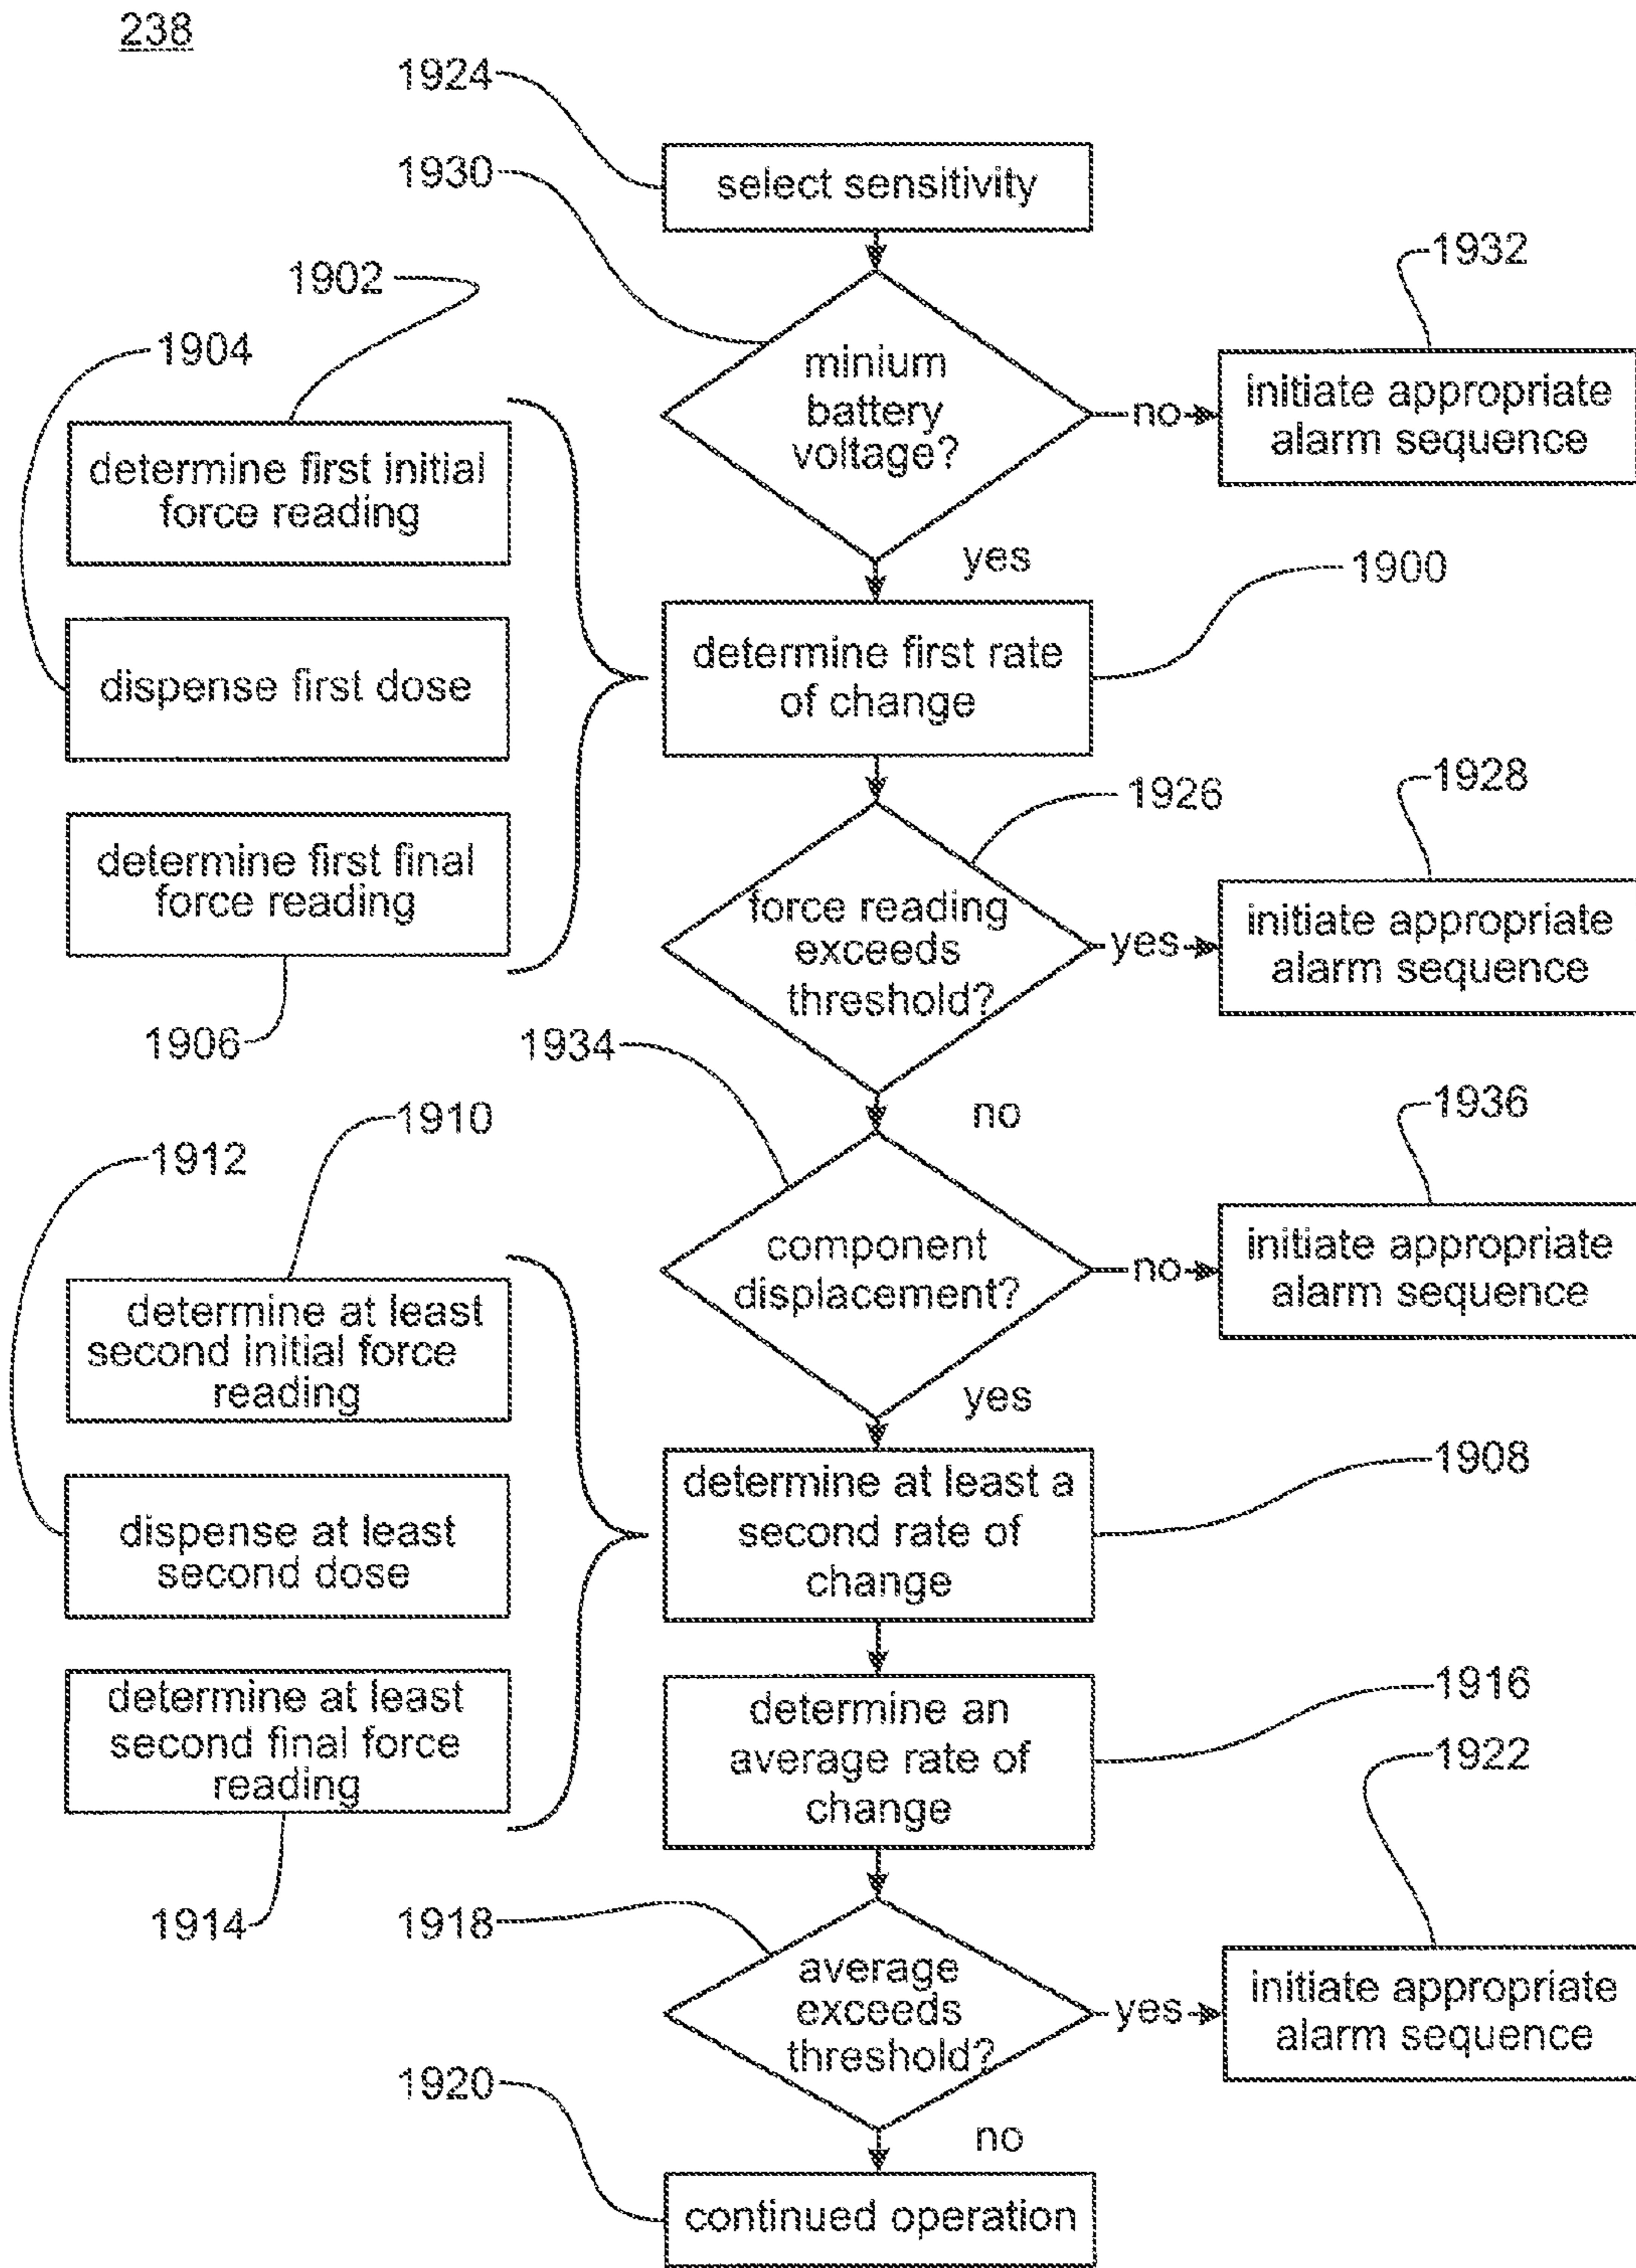 238
1924
select sensitivity
1930
1932
1902
minium
battery
voltage?
no
initiate appropriate
alarm sequence
1904
determine first initial
force reading
yes
1900
dispense first dose
determine first rate
of change
1926
1928
determine first final
force reading
force reading
exceeds
threshold?
yes
initiate appropriate
alarm sequence
1906
1934
no
1936
1910
1912
component
displacement?
no
initiate appropriate
alarm sequence
determine at least
second initial force
reading
yes
1908
dispense at least
second dose
determine at least a
second rate of
change
1916
determine at least
second final force
reading
determine an
average rate of
change
1922
1914
1918
average
exceeds
threshold?
yes
initiate appropriate
alarm sequence
1920
no
continued operation